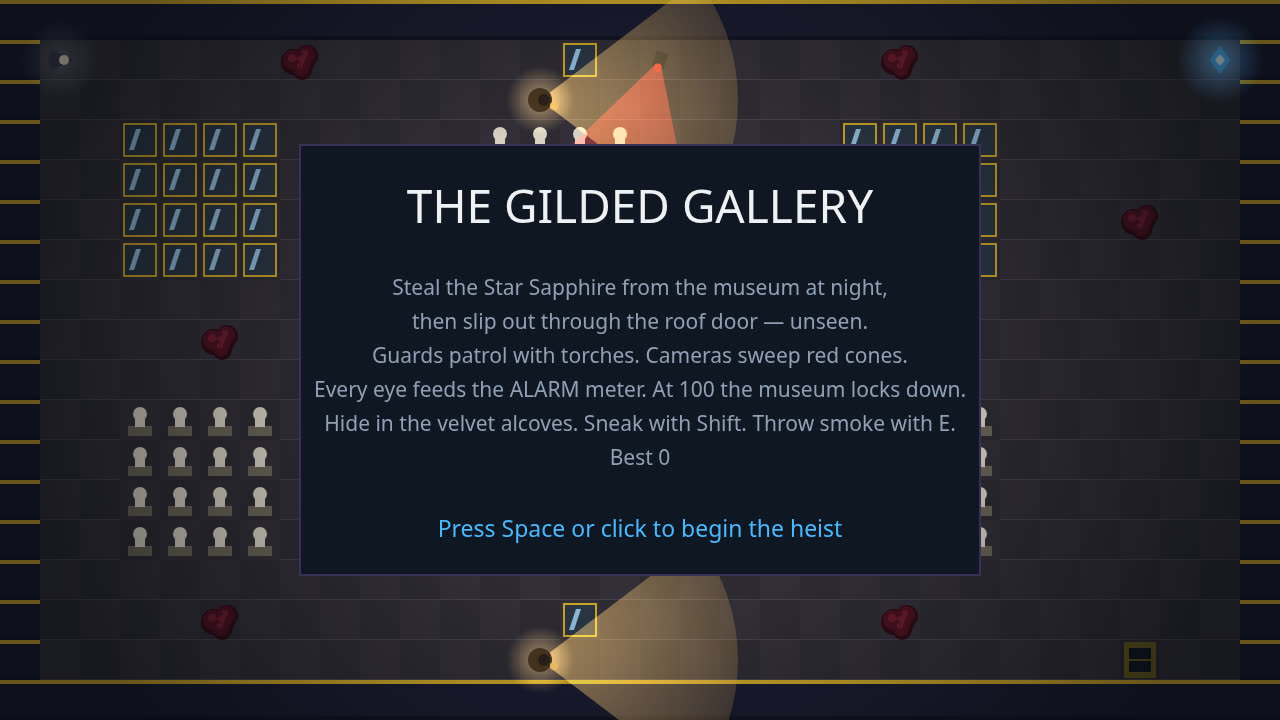 THE GILDED GALLERY
Steal the Star Sapphire from the museum at night,
then slip out through the roof door — unseen.
Guards patrol with torches. Cameras sweep red cones.
Every eye feeds the ALARM meter. At 100 the museum locks down.
Hide in the velvet alcoves. Sneak with Shift. Throw smoke with E.
Best 0
Press Space or click to begin the heist